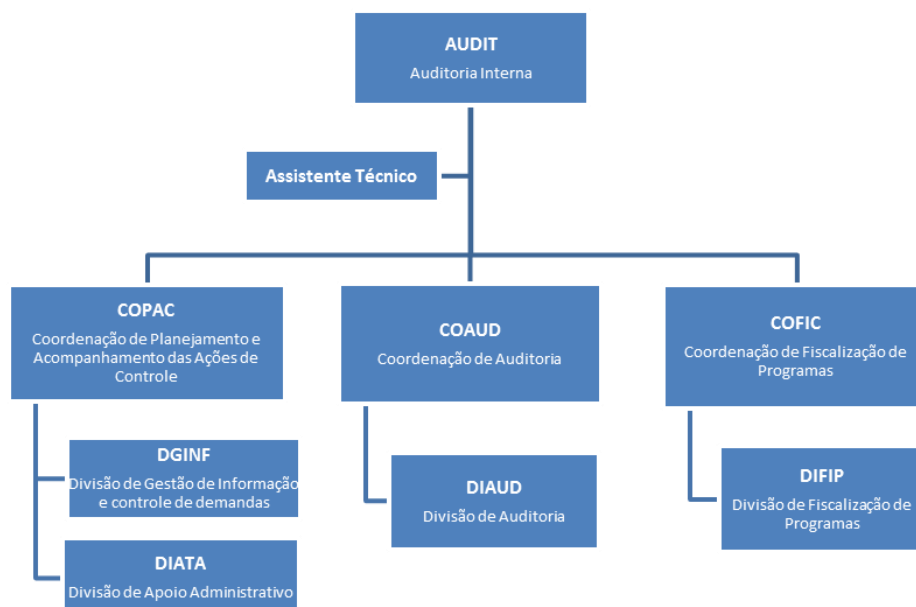 AUDIT
Auditoria Interna
Assistente Técnico
COPAC
Coordenação de Planejamento e
Acompanhamento das Ações de
Controle
COAUD
Coordenação de Auditoria
COFIC
Coordenação de Fiscalização de
Programas
DGINF
Divisão de Gestão de Informação
e controle de demandas
DIATA
Divisão de Apoio Administrativo
DIAUD
Divisão de Auditoria
DIFIP
Divisão de Fiscalização de
Programas